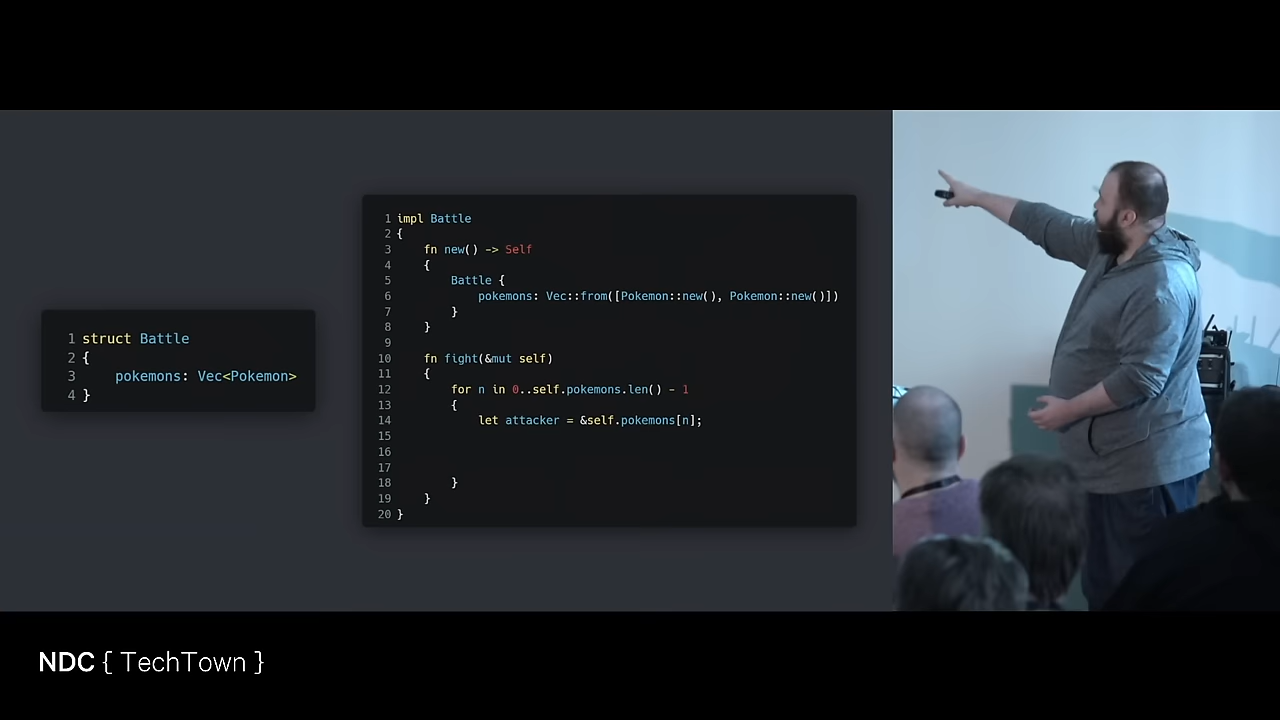 1 struct Battle
2 {
3     pokemons: Vec<Pokemon>
4 }
1 impl Battle
2 {
3     fn new() -> Self
4     {
5         Battle {
6             pokemons: Vec::from([Pokemon::new(), Pokemon::new()])
7         }
8     }
9
10     fn fight(&mut self)
11     {
12         for n in 0..self.pokemons.len() - 1
13         {
14             let attacker = &self.pokemons[n];
15
16
17
18         }
19     }
20 }
NDC { TechTown }